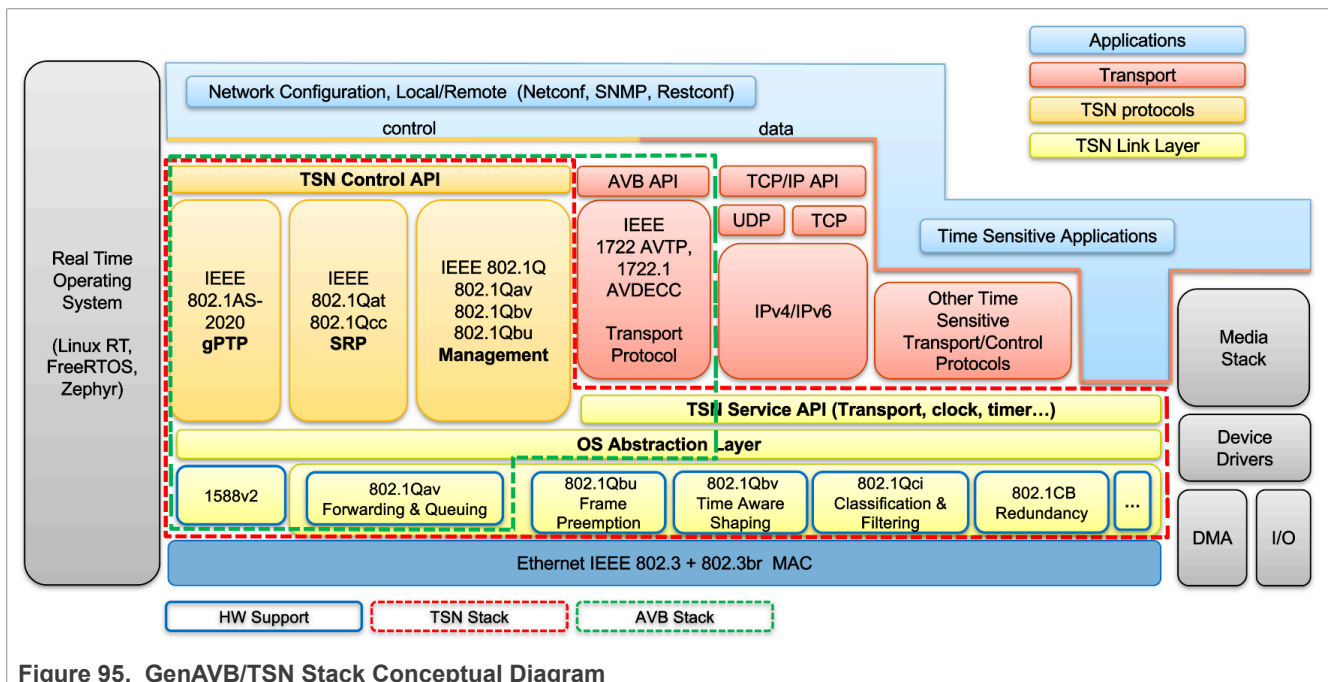 Applications
Transport
TSN protocols
TSN Link Layer
Network Configuration, Local/Remote (Netconf, SNMP, Restconf)
control
data
Real Time
Operating
System
(Linux RT,
FreeRTOS,
Zephyr)
TSN Control API
AVB API
TCP/IP API
UDP
TCP
Time Sensitive Applications
IEEE
802.1AS-
2020
gPTP
IEEE
802.1Qat
802.1Qcc
SRP
IEEE 802.1Q
802.1Qav
802.1Qbv
802.1Qbu
Management
IEEE
1722 AVTP,
1722.1
AVDECC
Transport
Protocol
IPv4/IPv6
Other Time
Sensitive
Transport/Control
Protocols
Media
Stack
TSN Service API (Transport, clock, timer…)
OS Abstraction Layer
Device
Drivers
1588v2
802.1Qav
Forwarding & Queuing
802.1Qbu
Frame
Preemption
802.1Qbv
Time Aware
Shaping
802.1Qci
Classification &
Filtering
802.1CB
Redundancy
...
DMA
I/O
Ethernet IEEE 802.3 + 802.3br MAC
HW Support
TSN Stack
AVB Stack
Figure 95. GenAVB/TSN Stack Conceptual Diagram